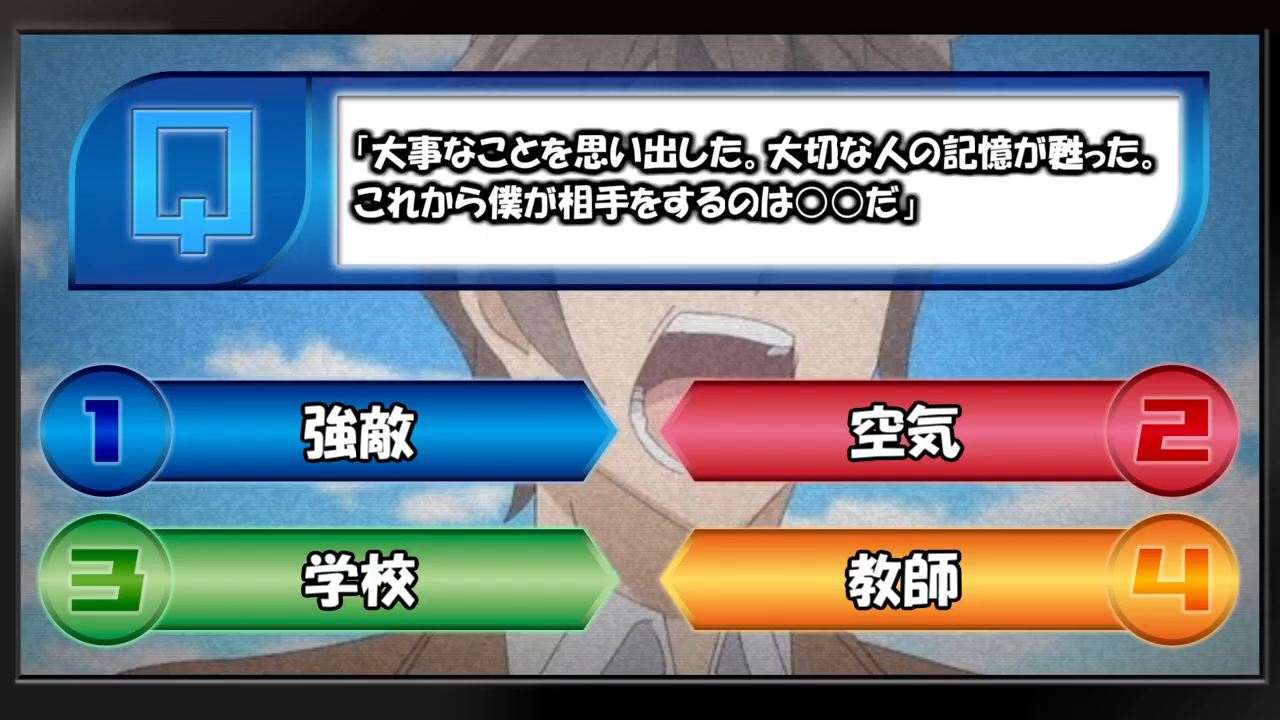 Q
「大事なことを思い出した。大切な人の記憶が甦った。
これから僕が相手をするのは○○だ」
1 強敵
空気 2
3 学校
教師 4